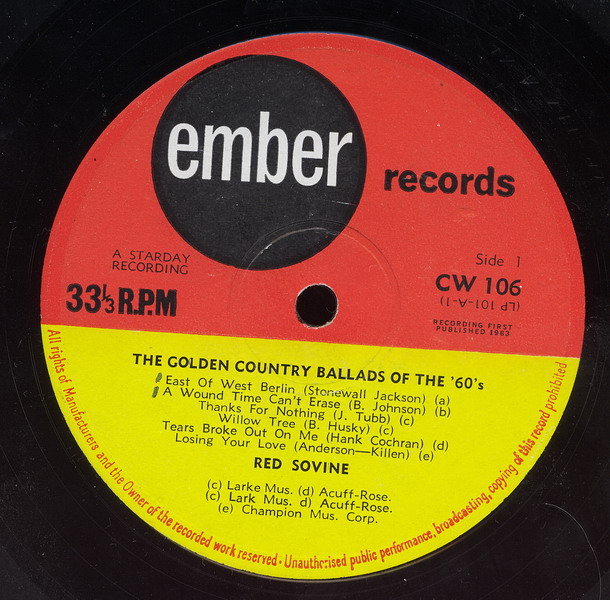 ember
records
A STARDAY
RECORDING
33⅓ R.P.M
Side 1
CW 106
(LP 101-A-1)
RECORDING FIRST
PUBLISHED 1963
THE GOLDEN COUNTRY BALLADS OF THE '60's
East Of West Berlin (Stonewall Jackson) (a)
A Wound Time Can't Erase (B. Johnson) (b)
Thanks For Nothing (J. Tubb) (c)
Willow Tree (B. Husky) (c)
Tears Broke Out On Me (Hank Cochran) (d)
Losing Your Love (Anderson—Killen) (e)
RED SOVINE
(c) Larke Mus. (d) Acuff-Rose.
(c) Lark Mus. d) Acuff-Rose.
(e) Champion Mus. Corp.
All rights of Manufacturers and the Owner of the recorded work reserved · Unauthorised public performance, broadcasting, copying of this record prohibited